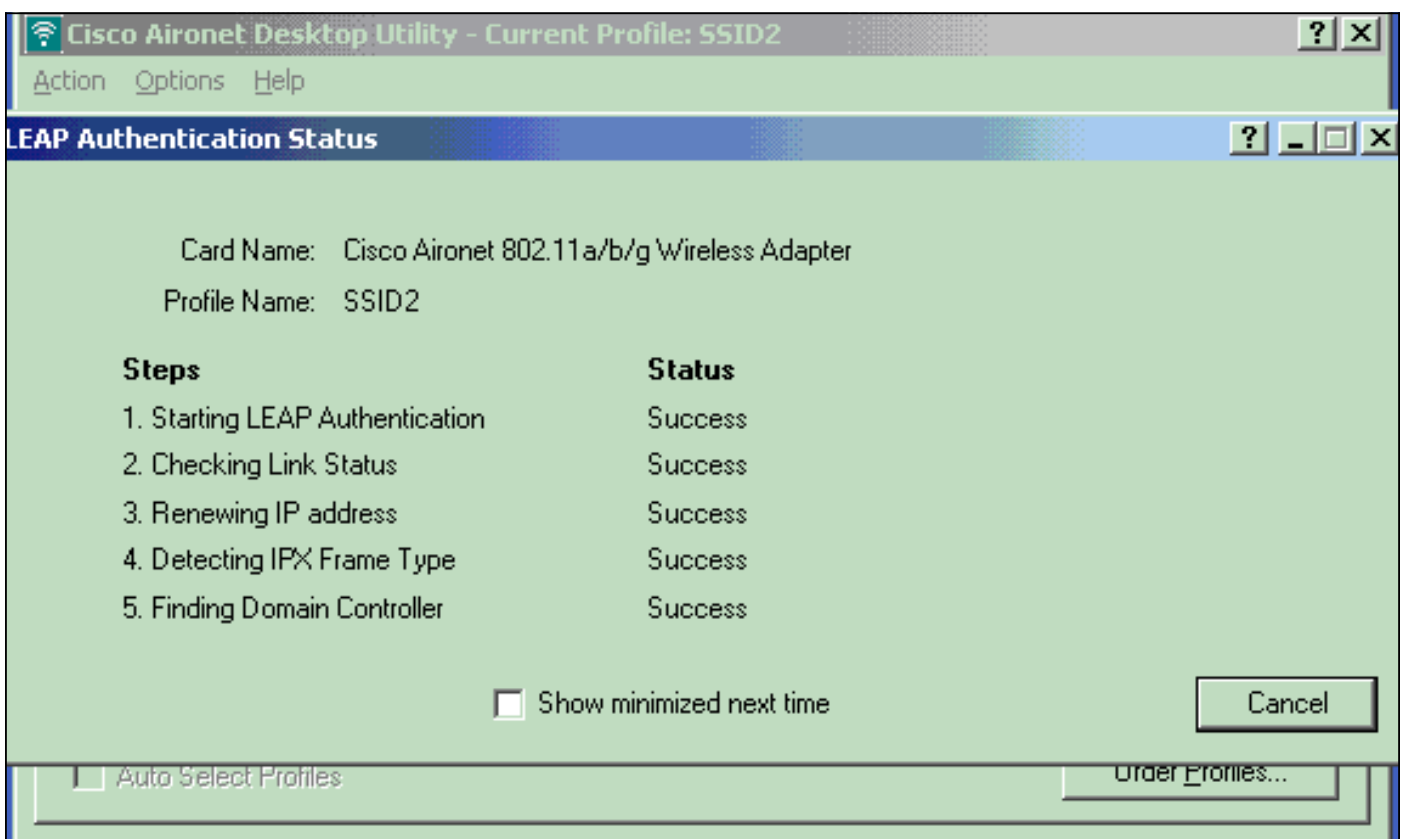 Cisco Aironet Desktop Utility - Current Profile: SSID2
Action Options Help
LEAP Authentication Status
Card Name: Cisco Aironet 802.11a/b/g Wireless Adapter
Profile Name: SSID2
Steps Status
1. Starting LEAP Authentication Success
2. Checking Link Status Success
3. Renewing IP address Success
4. Detecting IPX Frame Type Success
5. Finding Domain Controller Success
Show minimized next time Cancel
Auto Select Profiles Order Profiles...